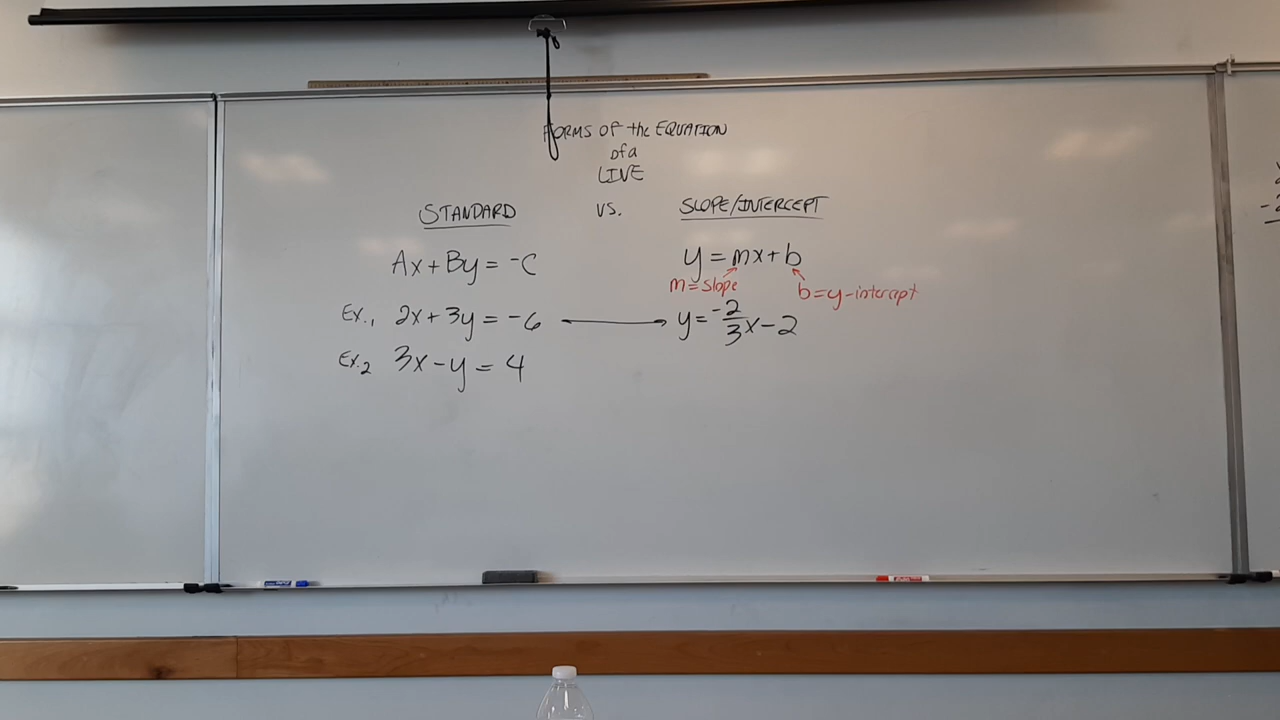 FORMS OF the EQUATION
of a
LINE
STANDARD vs. SLOPE/INTERCEPT
Ax + By = -C
y = mx + b
m = slope
b = y-intercept
Ex.1 2x + 3y = -6 → y = -2/3 x - 2
Ex.2 3x - y = 4